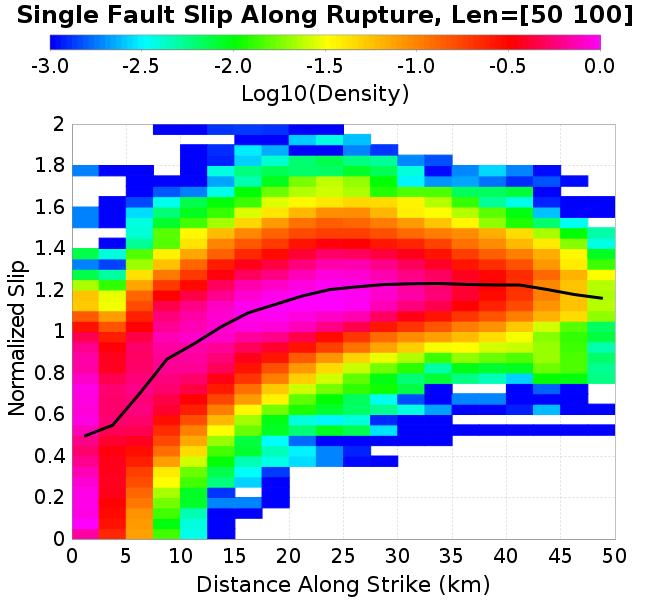 Single Fault Slip Along Rupture, Len=[50 100]
-3.0 -2.5 -2.0 -1.5 -1.0 -0.5 0.0
Log10(Density)
2
1.8
1.6
1.4
1.2
1
0.8
0.6
0.4
0.2
0
Normalized Slip
0 5 10 15 20 25 30 35 40 45 50
Distance Along Strike (km)